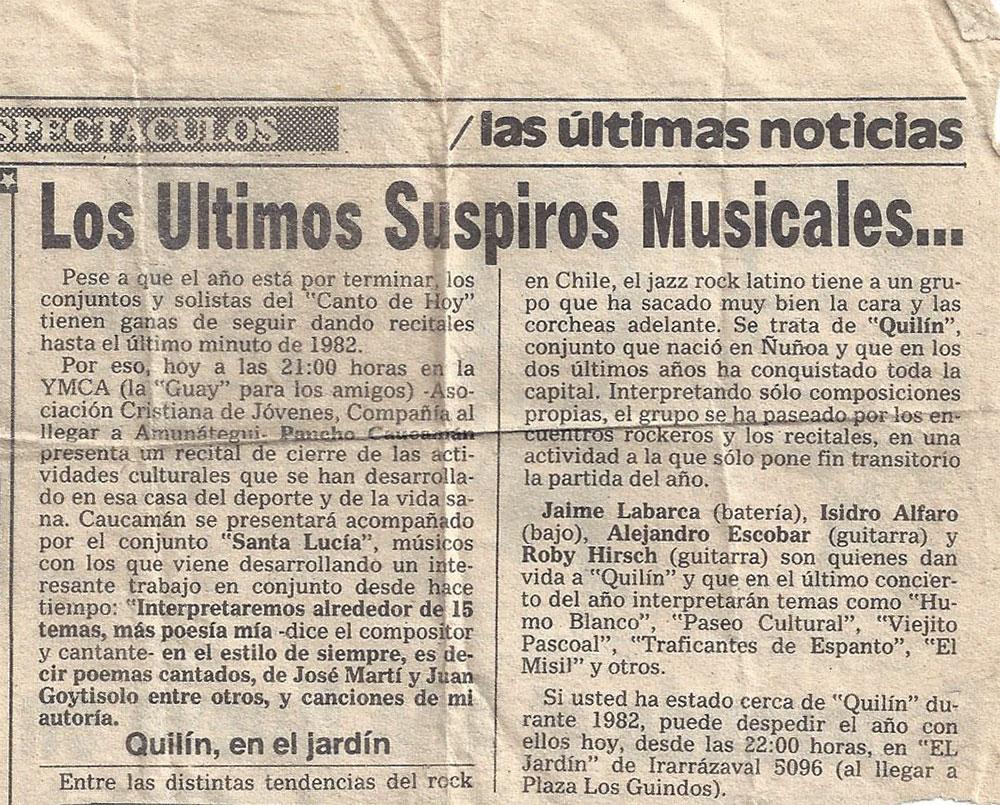 SPECTACULOS
/las últimas noticias
Los Ultimos Suspiros Musicales...
Pese a que el año está por terminar, los
conjuntos y solistas del "Canto de Hoy"
tienen ganas de seguir dando recitales
hasta el último minuto de 1982.
Por eso, hoy a las 21:00 horas en la
YMCA (la "Guay" para los amigos) -Aso-
ciación Cristiana de Jóvenes, Compañía al
llegar a Amunátegui- Pancho Caucamán
presenta un recital de cierre de las acti-
vidades culturales que se han desarrolla-
do en esa casa del deporte y de la vida sa-
na. Caucamán se presentará acompañado
por el conjunto "Santa Lucía", músicos
con los que viene desarrollando un inte-
resante trabajo en conjunto desde hace
tiempo: "Interpretaremos alrededor de 15
temas, más poesía mía -dice el compositor
y cantante- en el estilo de siempre, es de-
cir poemas cantados, de José Martí y Juan
Goytisolo entre otros, y canciones de mi
autoría.
Quilín, en el jardín
Entre las distintas tendencias del rock
en Chile, el jazz rock latino tiene a un gru-
po que ha sacado muy bien la cara y las
corcheas adelante. Se trata de "Quilín",
conjunto que nació en Ñuñoa y que en los
dos últimos años ha conquistado toda la
capital. Interpretando sólo composiciones
propias, el grupo se ha paseado por los en-
cuentros rockeros y los recitales, en una
actividad a la que sólo pone fin transitorio
la partida del año.
Jaime Labarca (batería), Isidro Alfaro
(bajo), Alejandro Escobar (guitarra) y
Roby Hirsch (guitarra) son quienes dan
vida a "Quilín" y que en el último concier-
to del año interpretarán temas como "Hu-
mo Blanco", "Paseo Cultural", "Viejito
Pascoal", "Traficantes de Espanto", "El
Misil" y otros.
Si usted ha estado cerca de "Quilín" du-
rante 1982, puede despedir el año con
ellos hoy, desde las 22:00 horas, en "EL
Jardín" de Irarrázaval 5096 (al llegar a
Plaza Los Guindos).